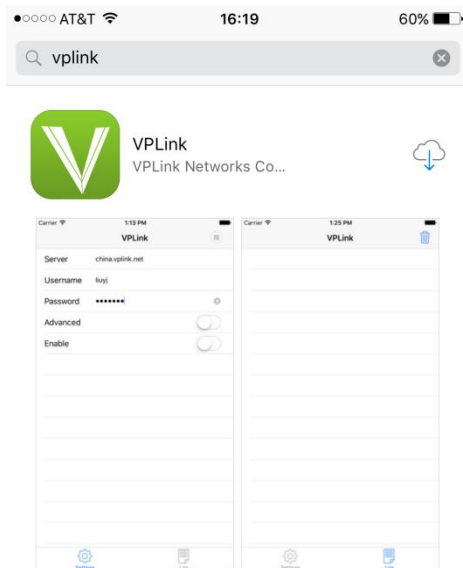 AT&T 16:19 60%
vplink
VPLink
VPLink Networks Co...
Carrier 1:13 PM
VPLink
Server china.vplink.net
Username liuyj
Password •••••••
Advanced
Enable
Carrier 1:25 PM
VPLink